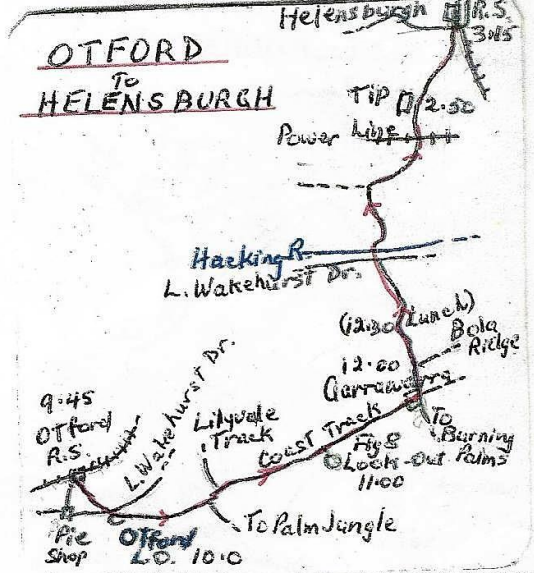 OTFORD
To
HELENSBURGH
Helensburgh
R.S.
3.45
Tip
2.50
Power Line
Hacking R.
L. Wakehurst Dr.
(12.30 Lunch)
Bola
Ridge
12.00
To
Burning
Palms
Coast Track
Fig 8
Look-Out
11.00
Lilyvale
Track
L. Wakehurst Dr.
9.45
Otford
R.S.
To Palm Jungle
Otford
L.O. 10.0
Pie
Shop